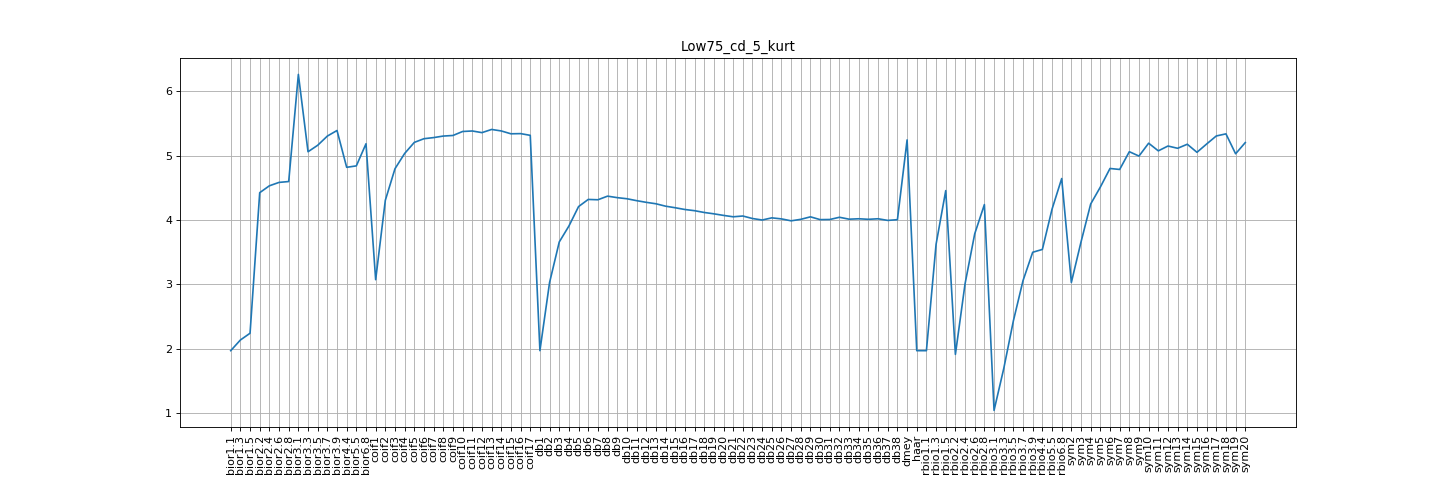 Low75_cd_5_kurt
6
5
4
3
2
1
bior1.1
bior1.3
bior1.5
bior2.2
bior2.4
bior2.6
bior2.8
bior3.1
bior3.3
bior3.5
bior3.7
bior3.9
bior4.4
bior5.5
bior6.8
coif1
coif2
coif3
coif4
coif5
coif6
coif7
coif8
coif9
coif10
coif11
coif12
coif13
coif14
coif15
coif16
coif17
db1
db2
db3
db4
db5
db6
db7
db8
db9
db10
db11
db12
db13
db14
db15
db16
db17
db18
db19
db20
db21
db22
db23
db24
db25
db26
db27
db28
db29
db30
db31
db32
db33
db34
db35
db36
db37
db38
dmey
haar
rbio1.1
rbio1.3
rbio1.5
rbio2.2
rbio2.4
rbio2.6
rbio2.8
rbio3.1
rbio3.3
rbio3.5
rbio3.7
rbio3.9
rbio4.4
rbio5.5
rbio6.8
sym2
sym3
sym4
sym5
sym6
sym7
sym8
sym9
sym10
sym11
sym12
sym13
sym14
sym15
sym16
sym17
sym18
sym19
sym20